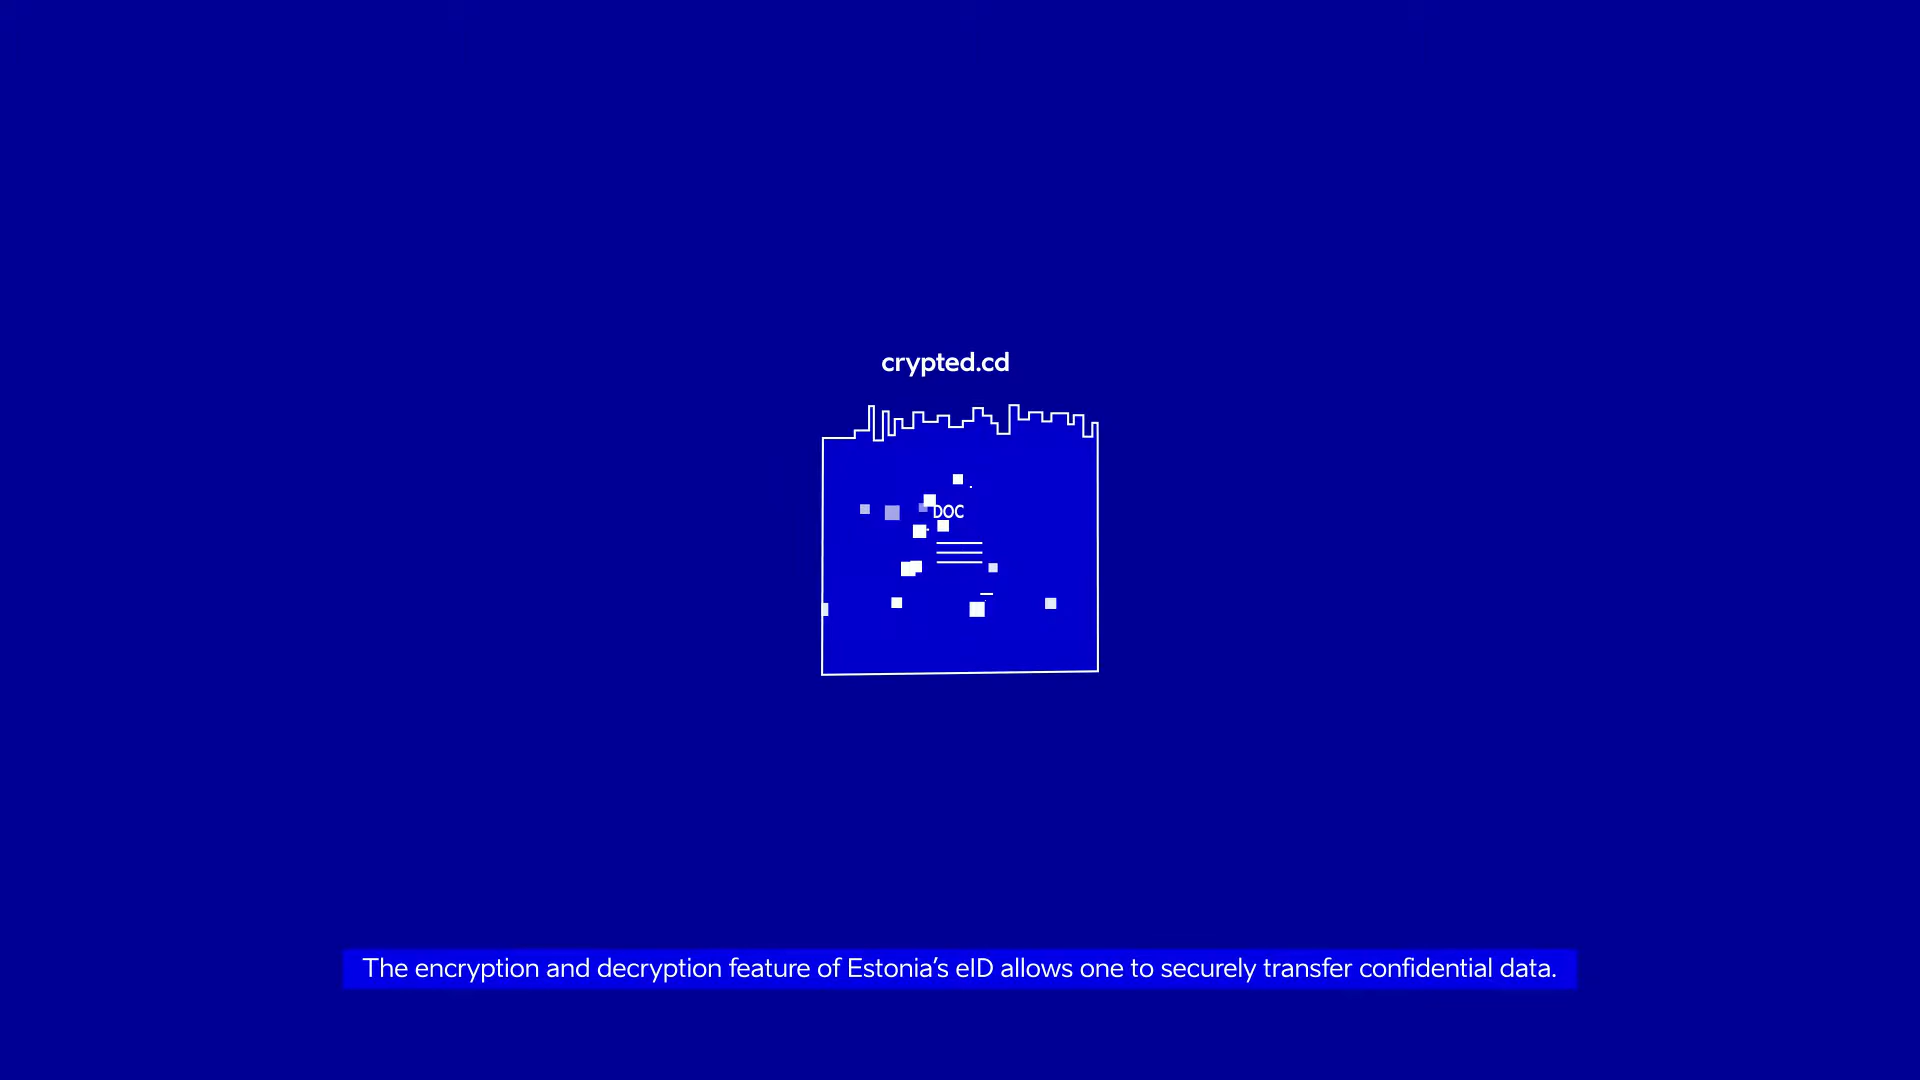 crypted.cd
DOC
The encryption and decryption feature of Estonia’s eID allows one to securely transfer confidential data.